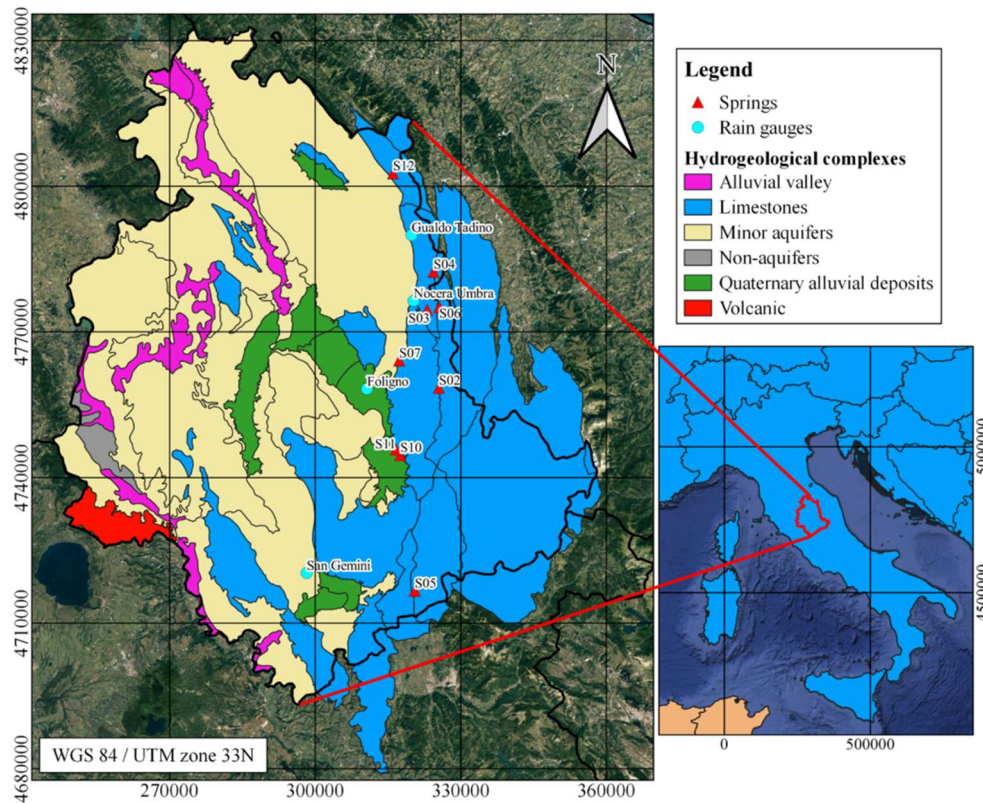 4830000
4800000
4770000
4740000
4710000
4680000
270000
300000
330000
360000
N
S12
Gualdo Tadino
S04
Nocera Umbra
S03
S06
S07
Foligno
S02
S11
S10
San Gemini
S05
WGS 84 / UTM zone 33N
Legend
Springs
Rain gauges
Hydrogeological complexes
Alluvial valley
Limestones
Minor aquifers
Non-aquifers
Quaternary alluvial deposits
Volcanic
5000000
4500000
0
500000